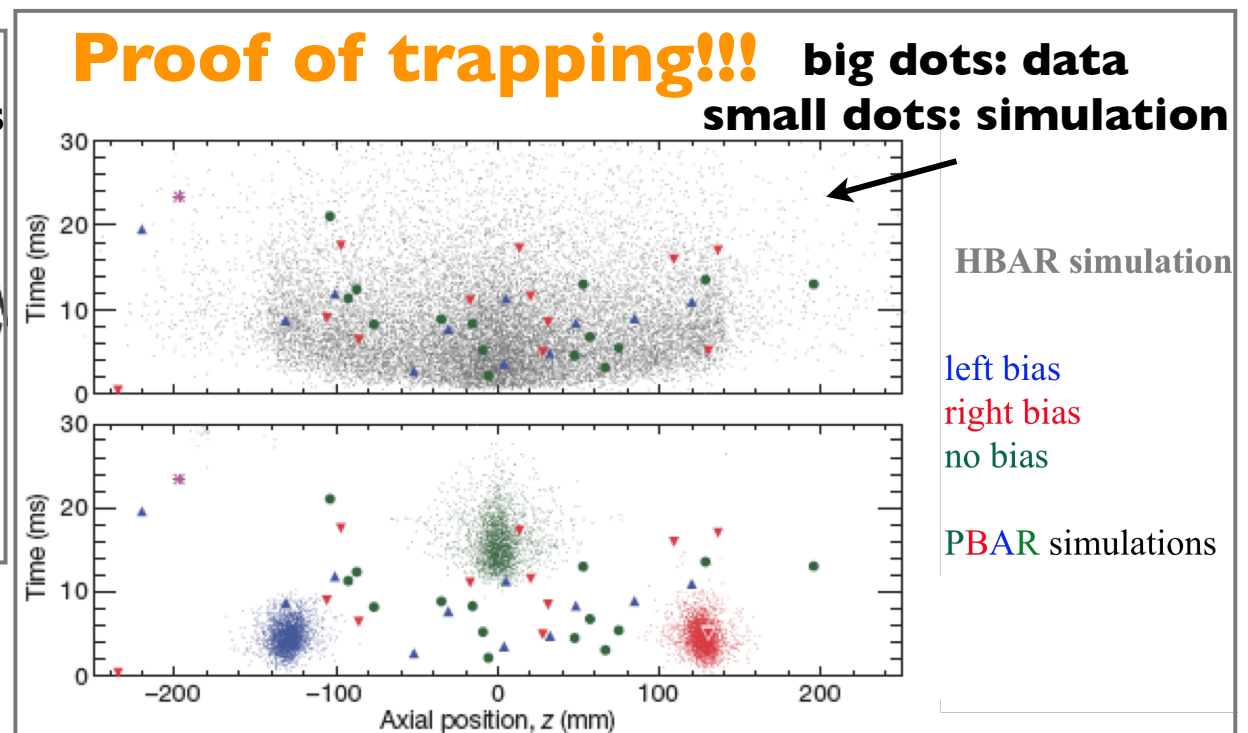 Proof of trapping!!!
big dots: data
small dots: simulation
s
30
20
10
0
Time (ms)
HBAR simulation
left bias
right bias
no bias
PBAR simulations
30
20
10
0
Time (ms)
−200
−100
0
100
200
Axial position, z (mm)